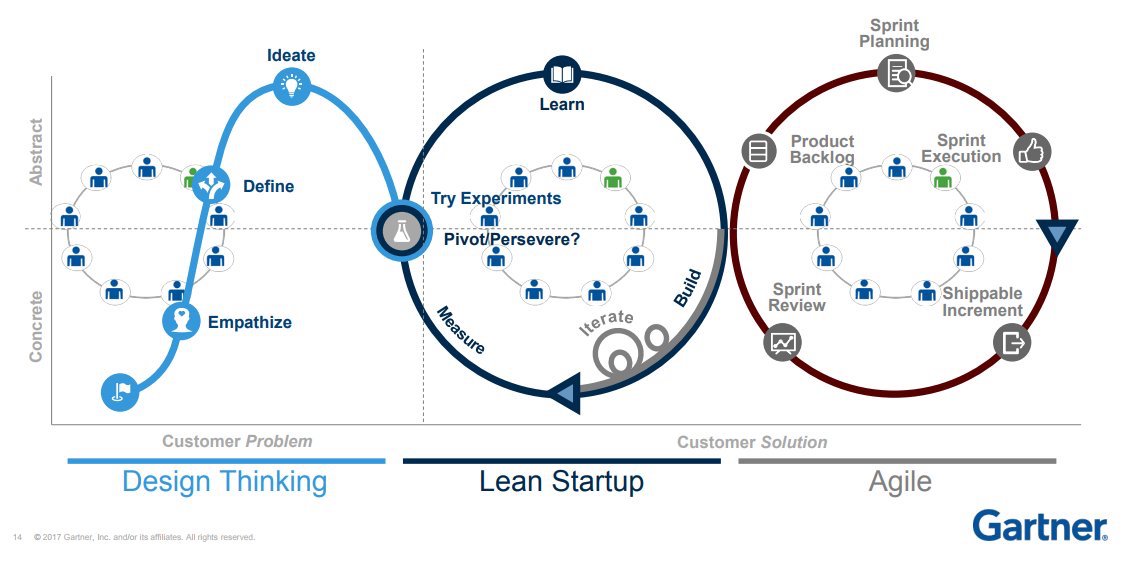 Sprint
Planning
Ideate
Learn
Product
Backlog
Sprint
Execution
Abstract
Define
Try Experiments
Pivot/Persevere?
Concrete
Empathize
Measure
Iterate
Build
Sprint
Review
Shippable
Increment
Customer Problem
Customer Solution
Design Thinking
Lean Startup
Agile
14 © 2017 Gartner, Inc. and/or its affiliates. All rights reserved.
Gartner®